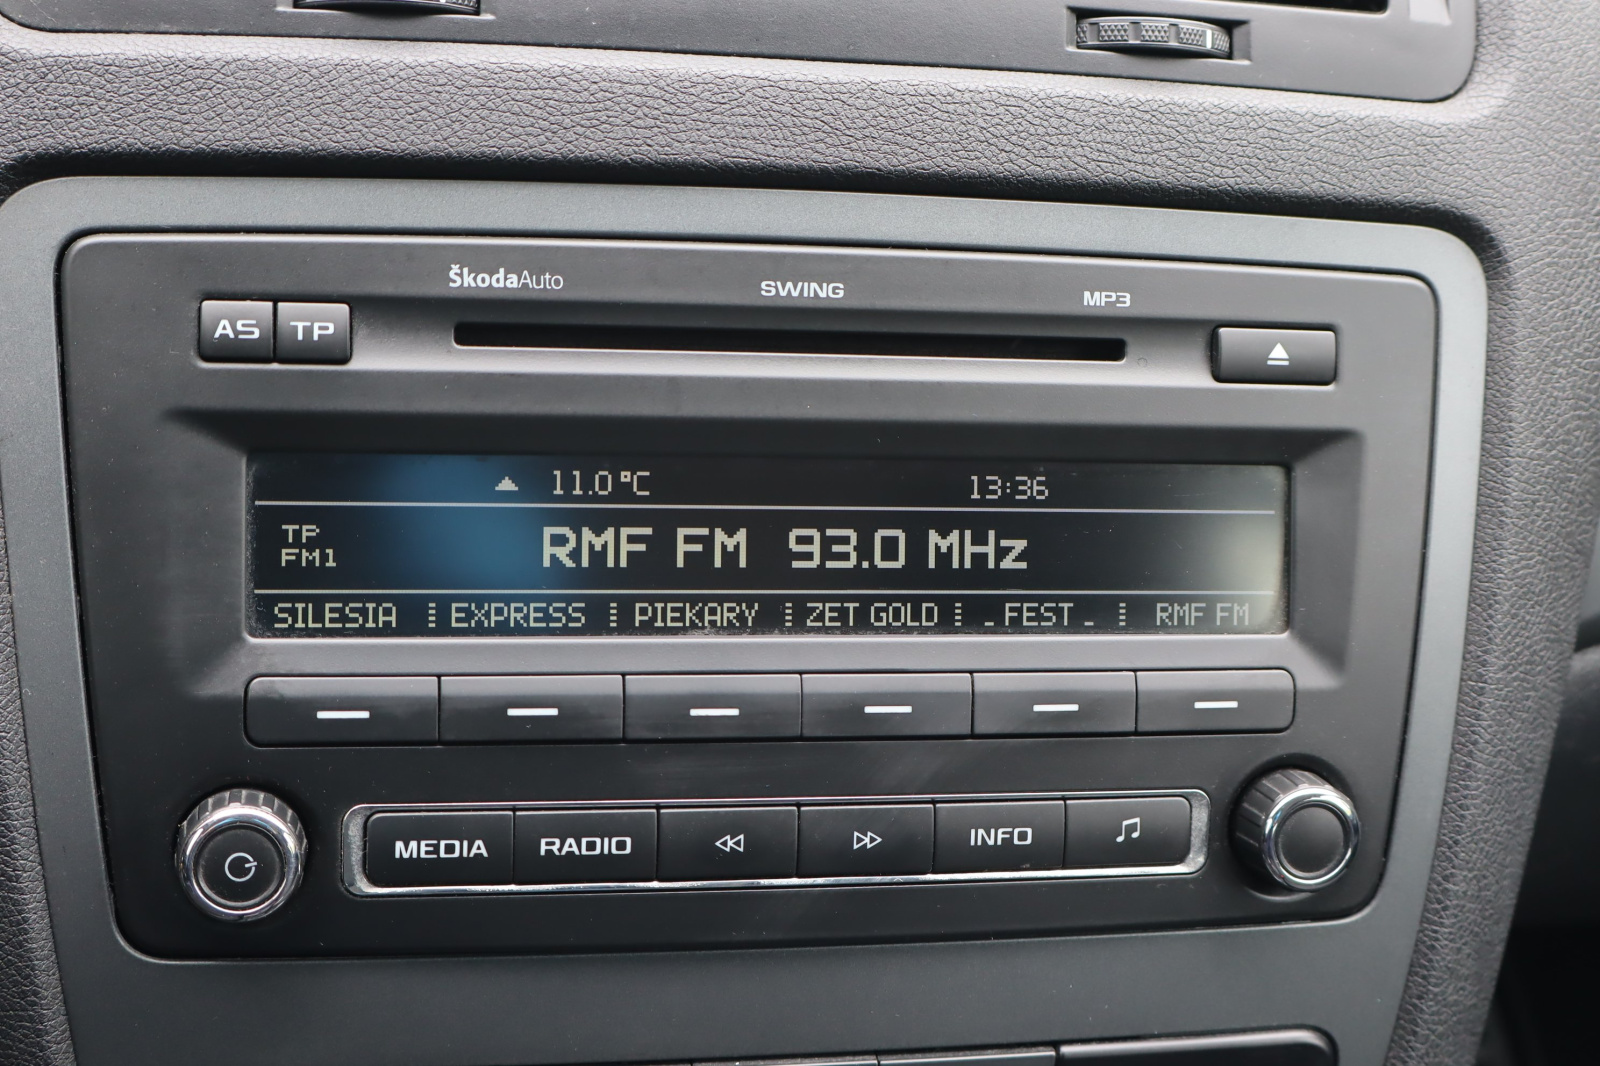 ŠkodaAuto SWING MP3
AS TP
11.0°C 13:36
TP
FM1
RMF FM 93.0 MHz
SILESIA EXPRESS PIEKARY ZET GOLD _FEST_ RMF FM
MEDIA RADIO INFO